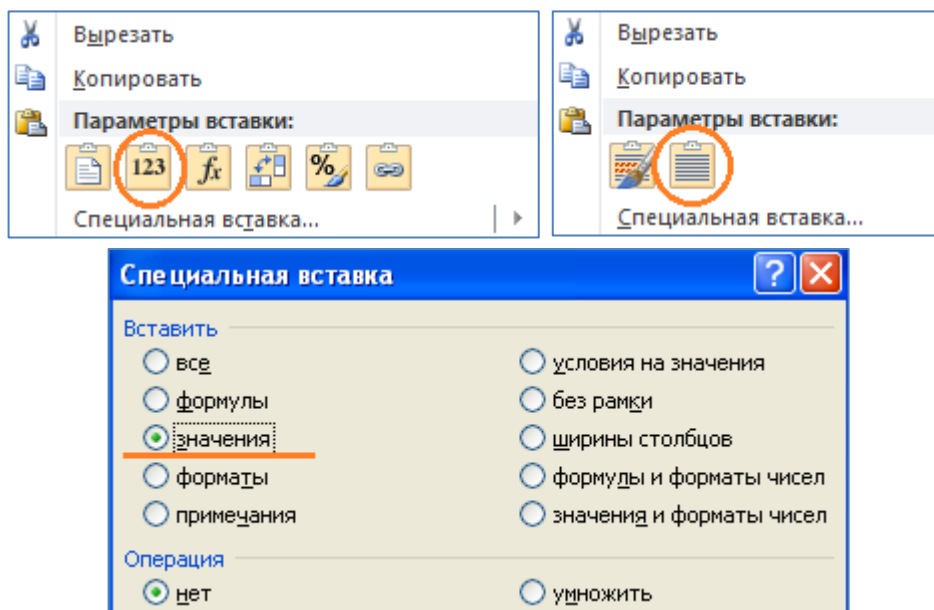 Вырезать
Копировать
Параметры вставки:
123 fx %
Специальная вставка...
Вырезать
Копировать
Параметры вставки:
Специальная вставка...
Специальная вставка ?
Вставить
все
формулы
значения
форматы
примечания
условия на значения
без рамки
ширины столбцов
формулы и форматы чисел
значения и форматы чисел
Операция
нет
умножить